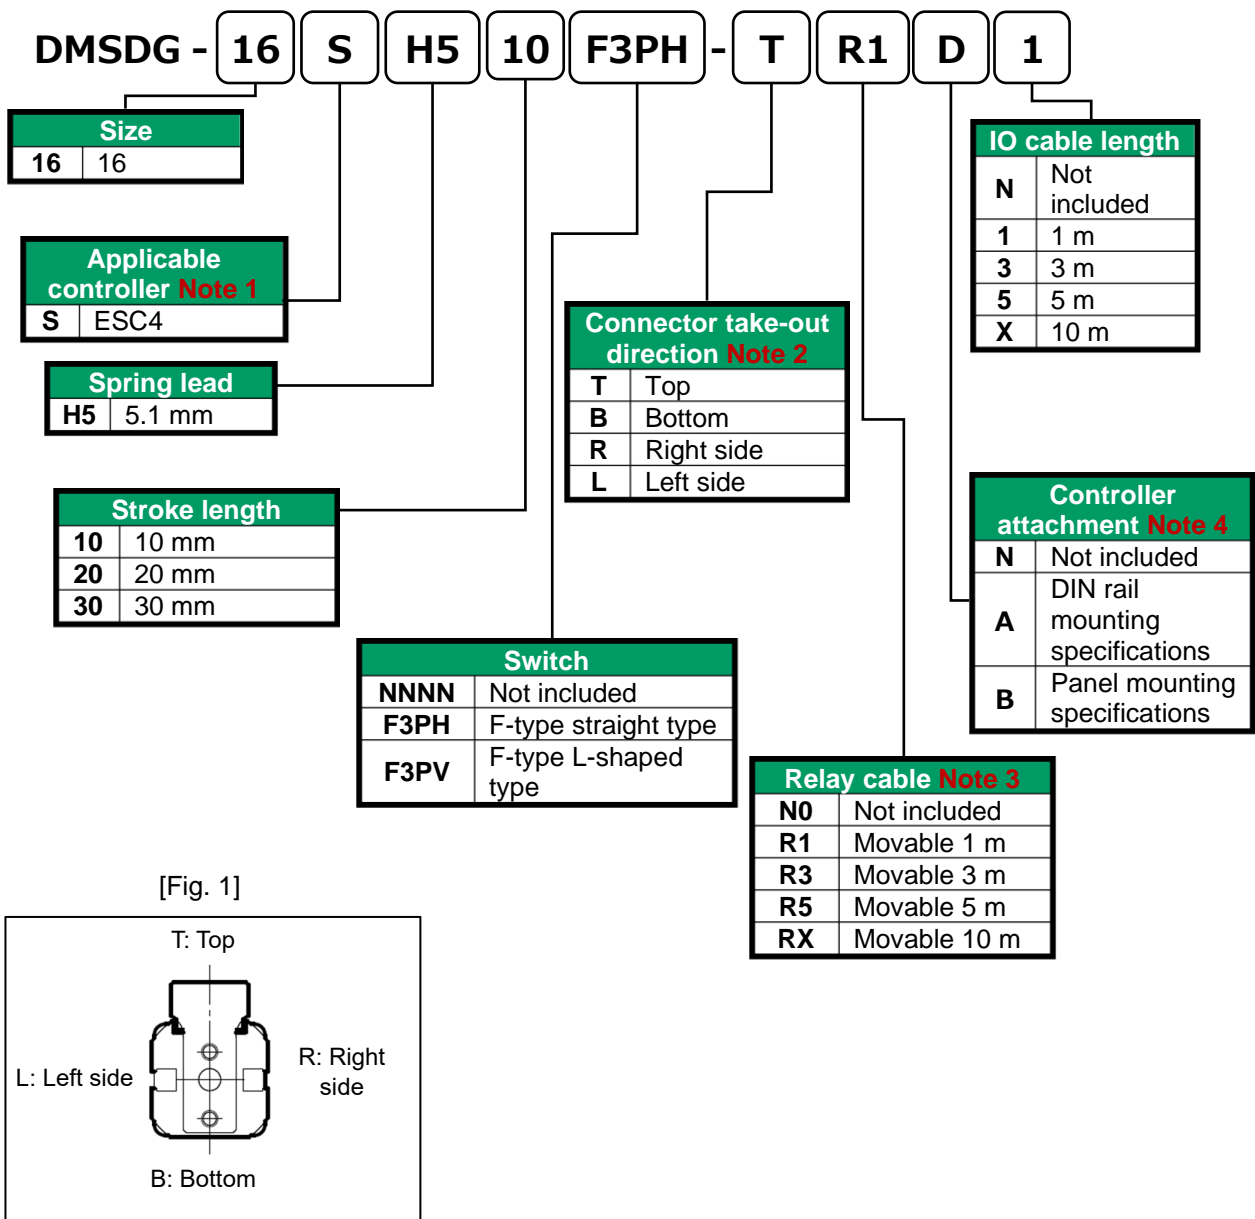 DMSDG - 16 S H5 10 F3PH - T R1 D 1
Size
16 16
Applicable
controller Note 1
S ESC4
Spring lead
H5 5.1 mm
Stroke length
10 10 mm
20 20 mm
30 30 mm
Switch
NNNN Not included
F3PH F-type straight type
F3PV F-type L-shaped
type
Connector take-out
direction Note 2
T Top
B Bottom
R Right side
L Left side
Relay cable Note 3
N0 Not included
R1 Movable 1 m
R3 Movable 3 m
R5 Movable 5 m
RX Movable 10 m
Controller
attachment Note 4
N Not included
A DIN rail
mounting
specifications
B Panel mounting
specifications
IO cable length
N Not
included
1 1 m
3 3 m
5 5 m
X 10 m
[Fig. 1]
T: Top
L: Left side
R: Right
side
B: Bottom